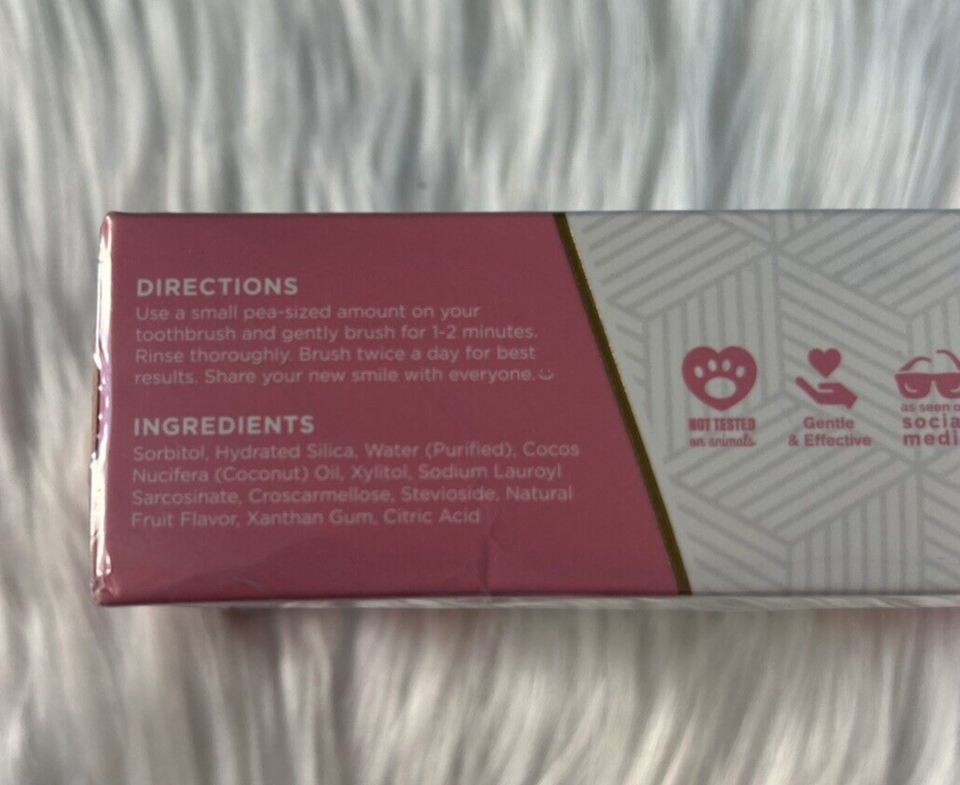 DIRECTIONS
Use a small pea-sized amount on your
toothbrush and gently brush for 1-2 minutes.
Rinse thoroughly. Brush twice a day for best
results. Share your new smile with everyone.
INGREDIENTS
Sorbitol, Hydrated Silica, Water (Purified), Cocos
Nucifera (Coconut) Oil, Xylitol, Sodium Lauroyl
Sarcosinate, Croscarmellose, Stevioside, Natural
Fruit Flavor, Xanthan Gum, Citric Acid
NOT TESTED
on animals
Gentle
& Effective
as seen